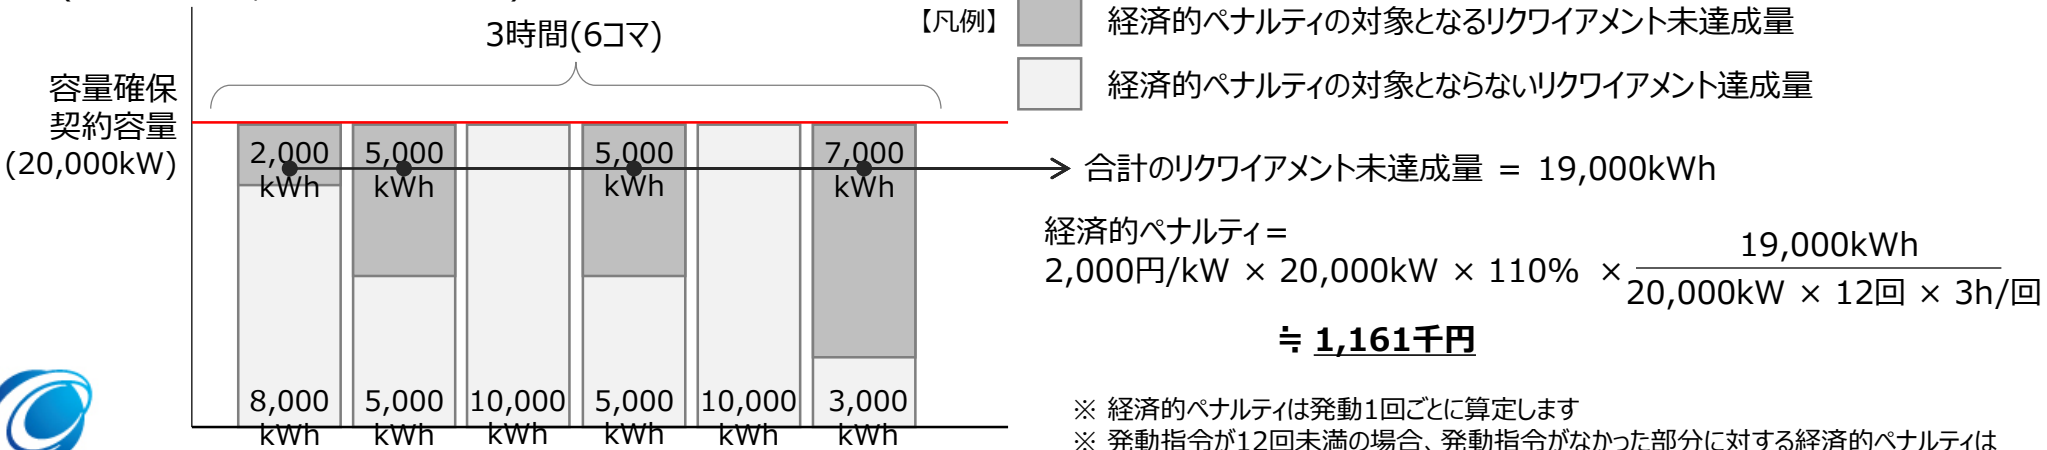 3時間(6コマ)
【凡例】
経済的ペナルティの対象となるリクワイアメント未達成量
経済的ペナルティの対象とならないリクワイアメント達成量
容量確保
契約容量
(20,000kW)
2,000
kWh
5,000
kWh
5,000
kWh
7,000
kWh
合計のリクワイアメント未達成量 = 19,000kWh
8,000
kWh
5,000
kWh
10,000
kWh
5,000
kWh
10,000
kWh
3,000
kWh
経済的ペナルティ=
2,000円/kW × 20,000kW × 110% ×
19,000kWh
20,000kW × 12回 × 3h/回
≒ 1,161千円
※ 経済的ペナルティは発動1回ごとに算定します
※ 発動指令が12回未満の場合、発動指令がなかった部分に対する経済的ペナルティは